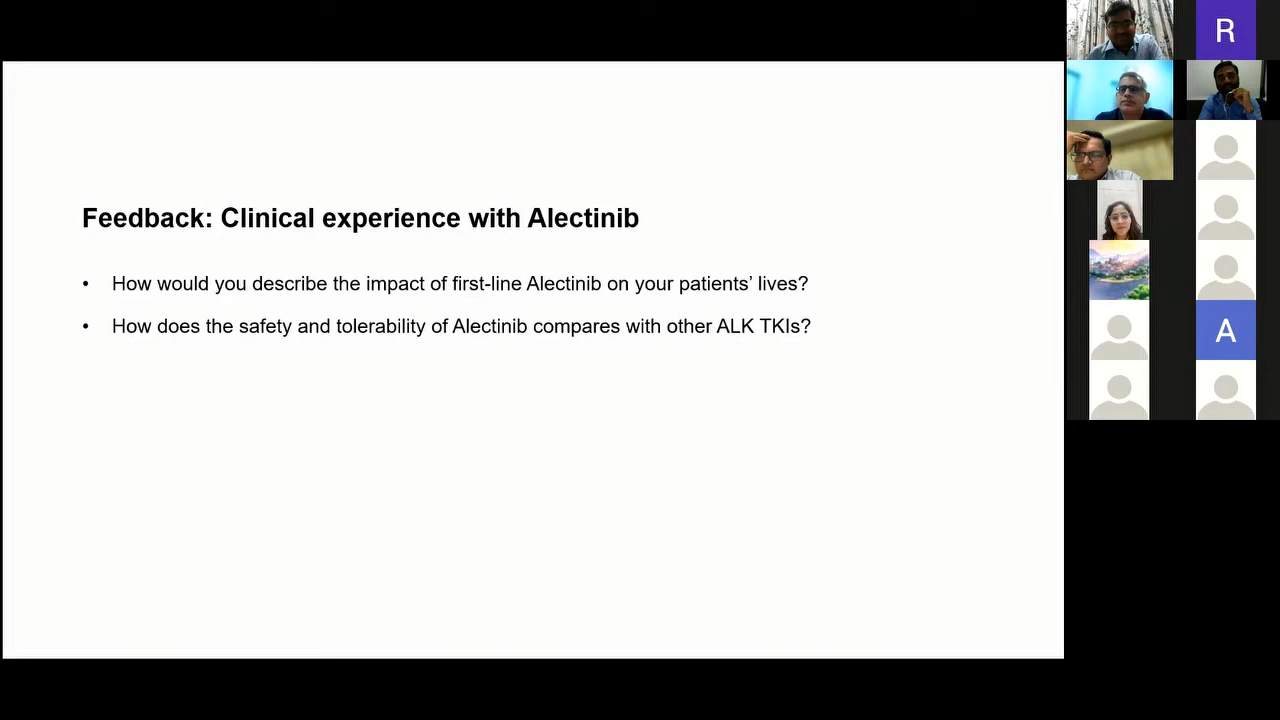 Feedback: Clinical experience with Alectinib
• How would you describe the impact of first-line Alectinib on your patients’ lives?
• How does the safety and tolerability of Alectinib compares with other ALK TKIs?
R
A